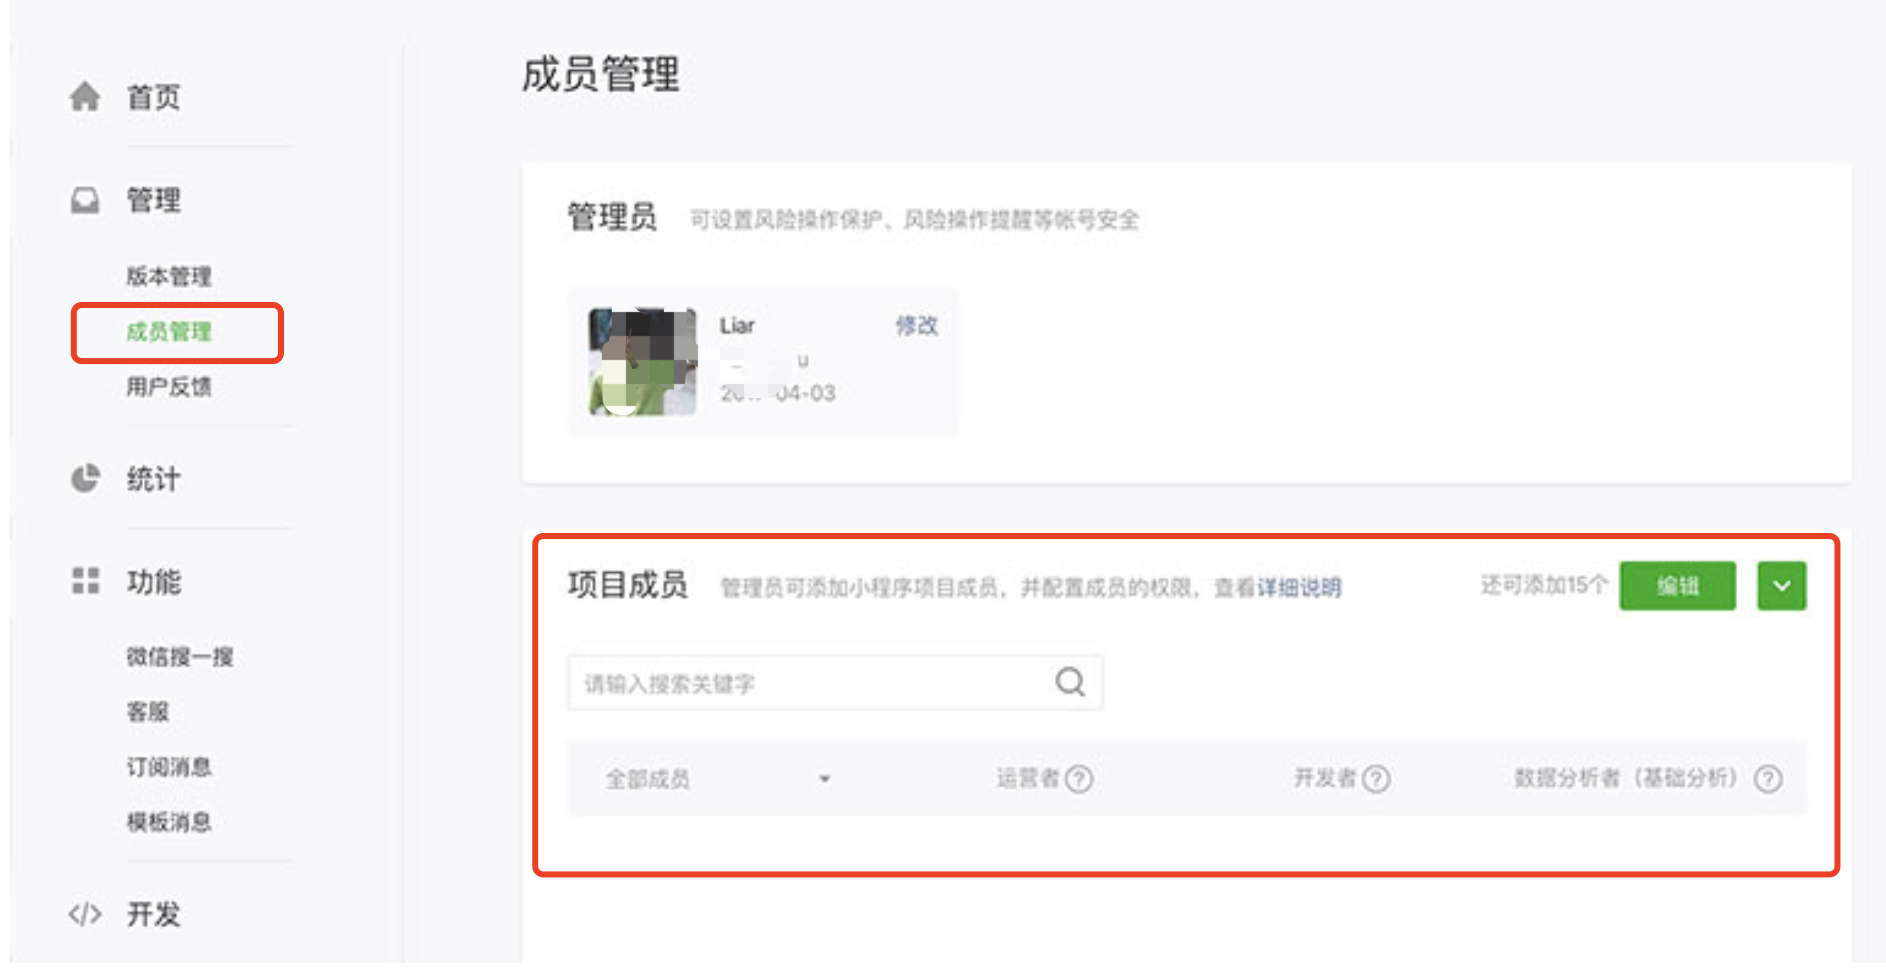 首页
管理
版本管理
成员管理
用户反馈
统计
功能
微信搜一搜
客服
订阅消息
模板消息
开发
成员管理
管理员 可设置风险操作保护、风险操作提醒等帐号安全
Liar 修改
u
04-03
项目成员 管理员可添加小程序项目成员，并配置成员的权限，查看详细说明 还可添加15个 编辑
请输入搜索关键字
全部成员 运营者 开发者 数据分析者（基础分析）